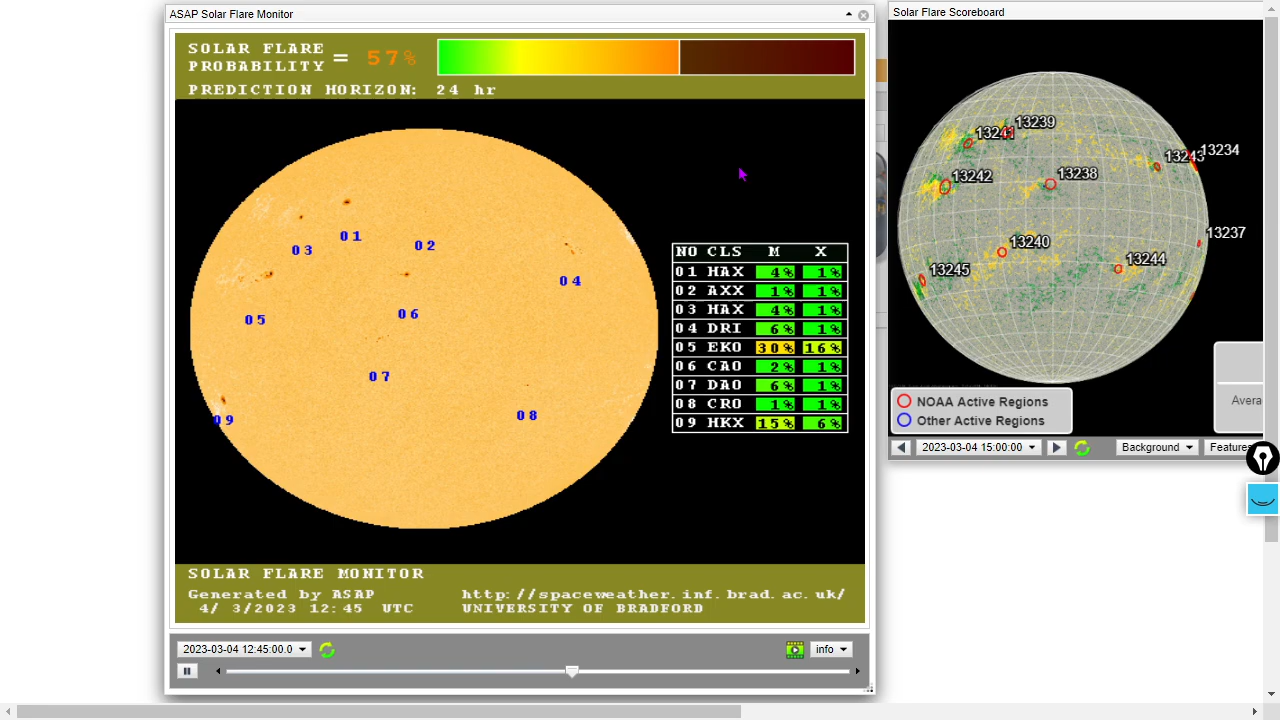 ASAP Solar Flare Monitor
SOLAR FLARE PROBABILITY = 57%
PREDICTION HORIZON: 24 hr
01
03
02
04
05
06
07
08
09
NO CLS M X
01 HAX 4% 1%
02 AXX 1% 1%
03 HAX 4% 1%
04 DRI 6% 1%
05 EKO 30% 16%
06 CAO 2% 1%
07 DAO 6% 1%
08 CRO 1% 1%
09 HKX 15% 6%
SOLAR FLARE MONITOR
Generated by ASAP http://spaceweather.inf.brad.ac.uk/
4/ 3/2023 12:45 UTC UNIVERSITY OF BRADFORD
2023-03-04 12:45:00.0
info
Solar Flare Scoreboard
13239
13241
13234
13243
13242
13238
13237
13240
13244
13245
NOAA Active Regions
Other Active Regions
Avera
2023-03-04 15:00:00
Background
Features